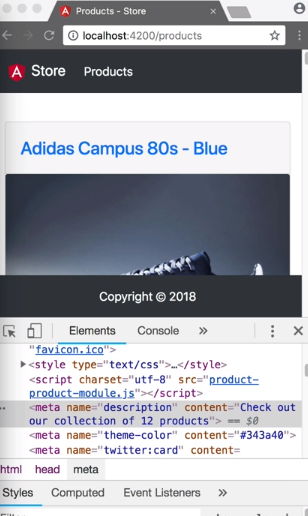 Products - Store
localhost:4200/products
Store Products
Adidas Campus 80s - Blue
Copyright © 2018
Elements Console »
"favicon.ico">
<style type="text/css">…</style>
<script charset="utf-8" src="product-
product-module.js"></script>
<meta name="description" content="Check out
our collection of 12 products"> == $0
<meta name="theme-color" content="#343a40">
<meta name="twitter:card" content=
html head meta
Styles Computed Event Listeners »